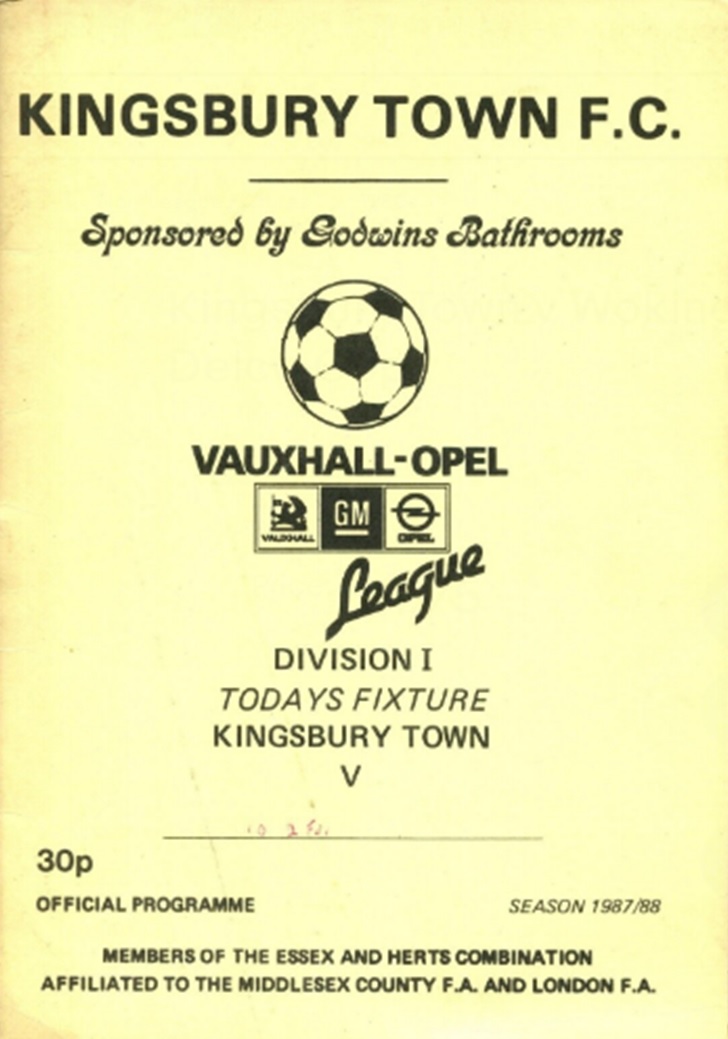 KINGSBURY TOWN F.C.
Sponsored by Godwins Bathrooms
VAUXHALL-OPEL
VAUXHALL GM OPEL
League
DIVISION I
TODAYS FIXTURE
KINGSBURY TOWN
V
30p
OFFICIAL PROGRAMME
SEASON 1987/88
MEMBERS OF THE ESSEX AND HERTS COMBINATION
AFFILIATED TO THE MIDDLESEX COUNTY F.A. AND LONDON F.A.